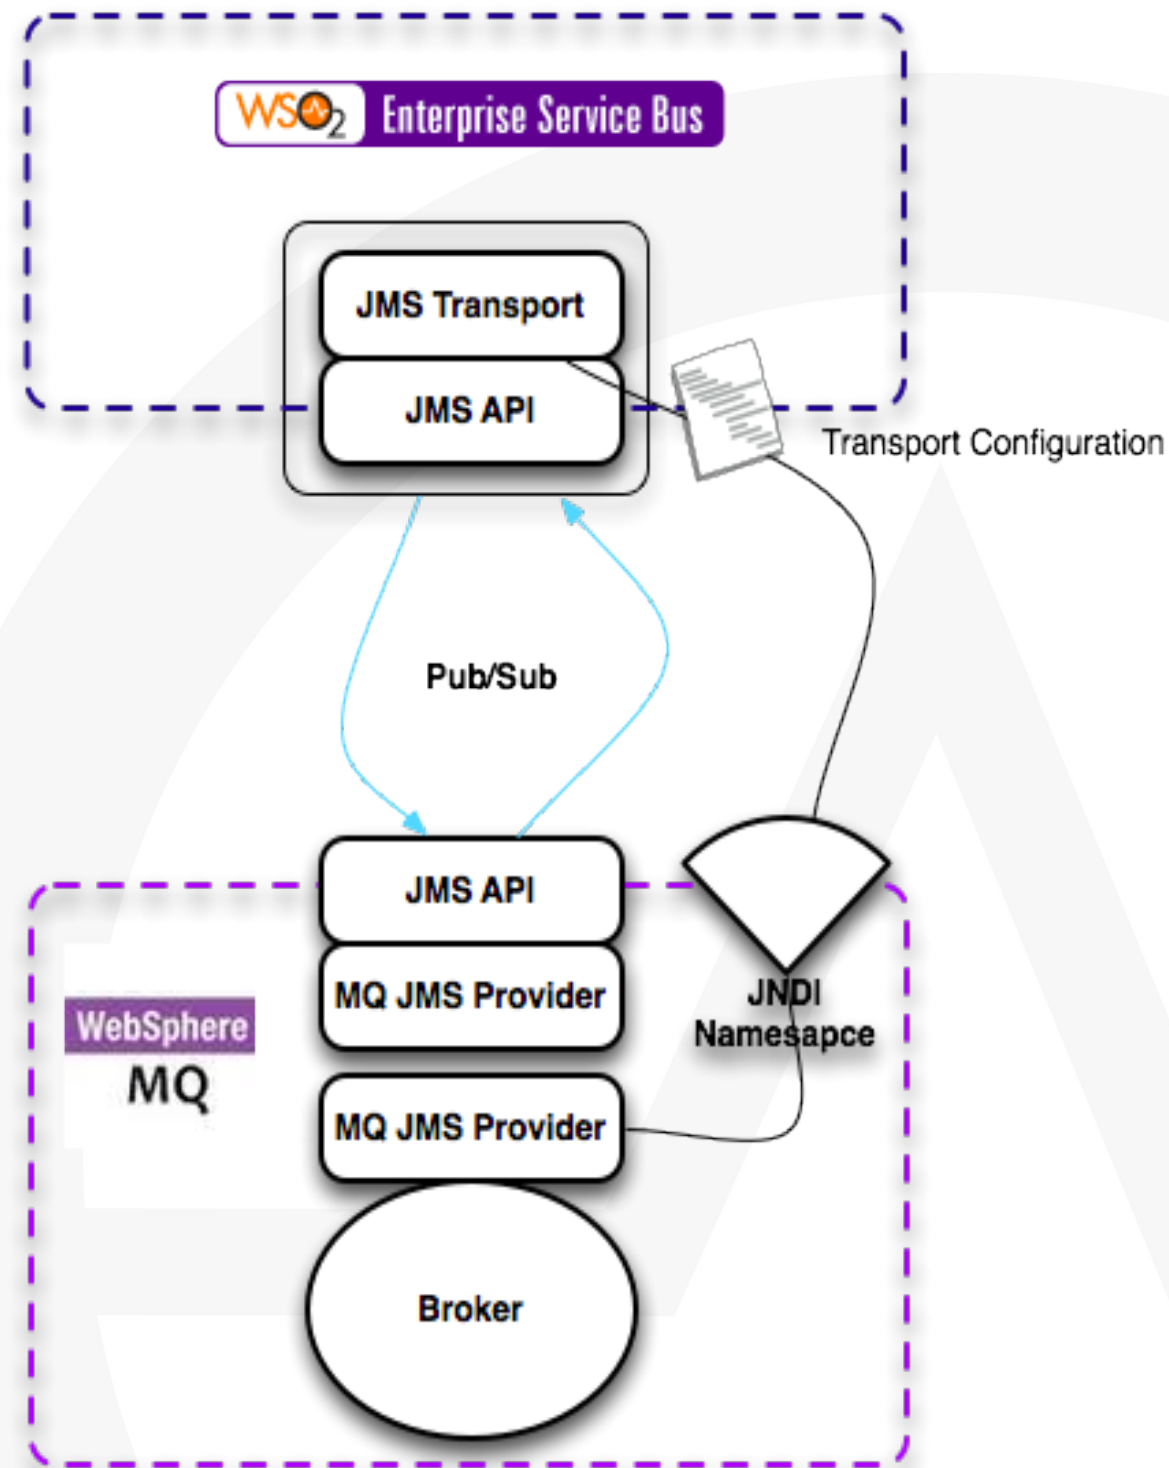 WSO2 Enterprise Service Bus
JMS Transport
JMS API
Transport Configuration
Pub/Sub
JMS API
MQ JMS Provider
JNDI
Namesapce
WebSphere
MQ
MQ JMS Provider
Broker